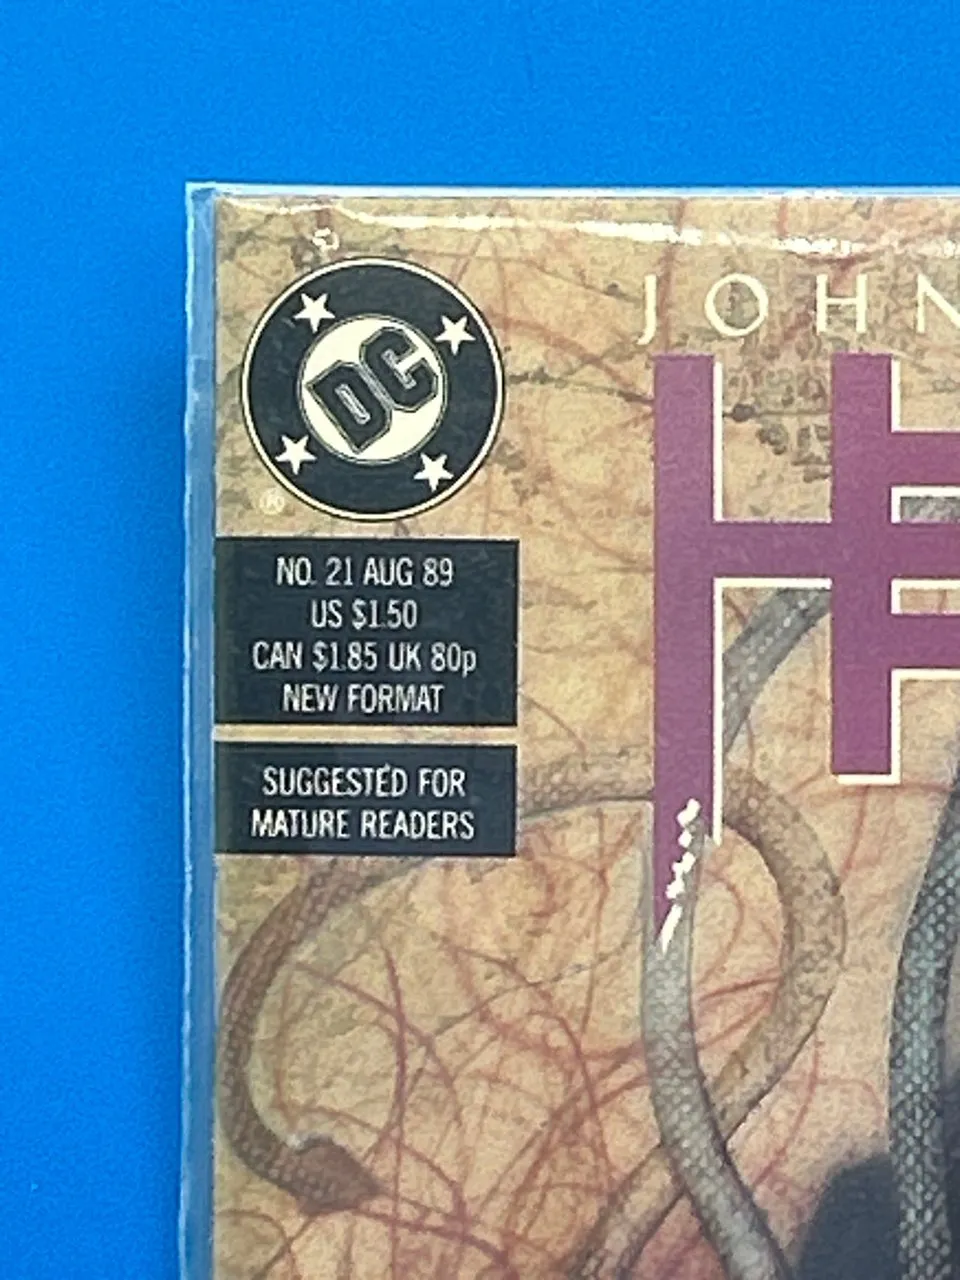 DC
®
JOHN
HE
NO. 21 AUG 89
US $1.50
CAN $1.85 UK 80p
NEW FORMAT
SUGGESTED FOR
MATURE READERS